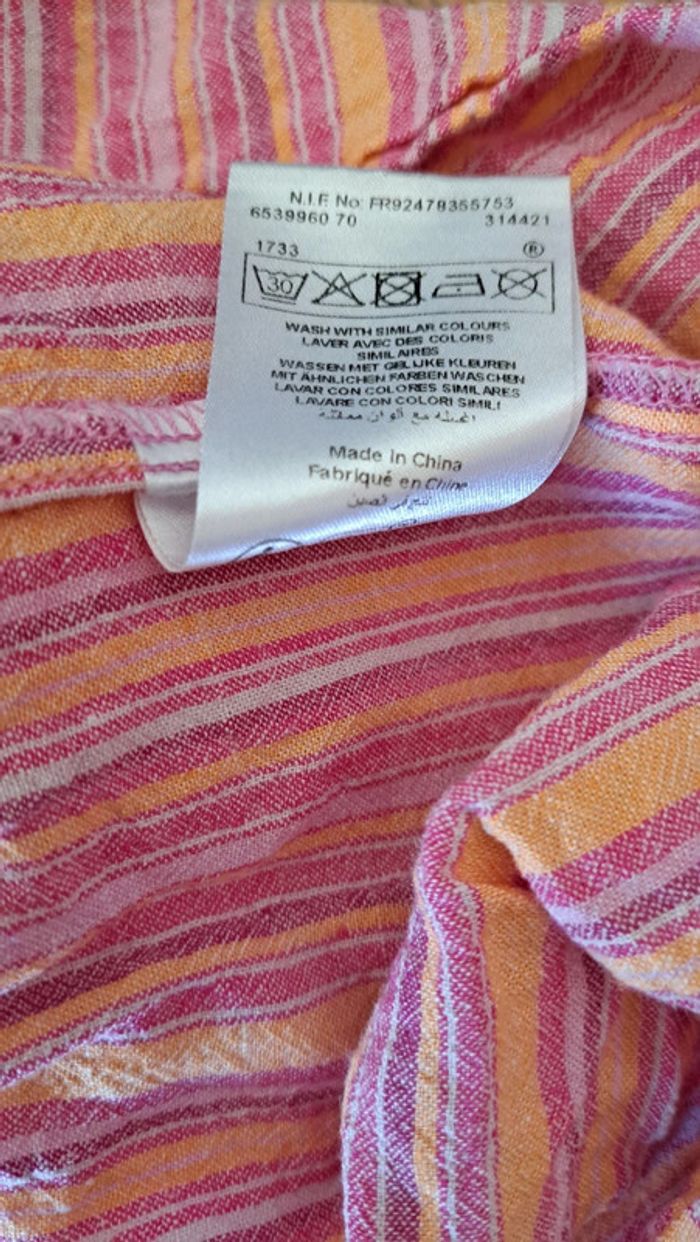 N.I.F. No: FR92478355753
6539960 70 314421
1733 ®
30
WASH WITH SIMILAR COLOURS
LAVER AVEC DES COLORIS
SIMILAIRES
WASSEN MET GELIJKE KLEUREN
MIT ÄHNLICHEN FARBEN WASCHEN
LAVAR CON COLORES SIMILARES
LAVARE CON COLORI SIMILI
Made in China
Fabriqué en Chine